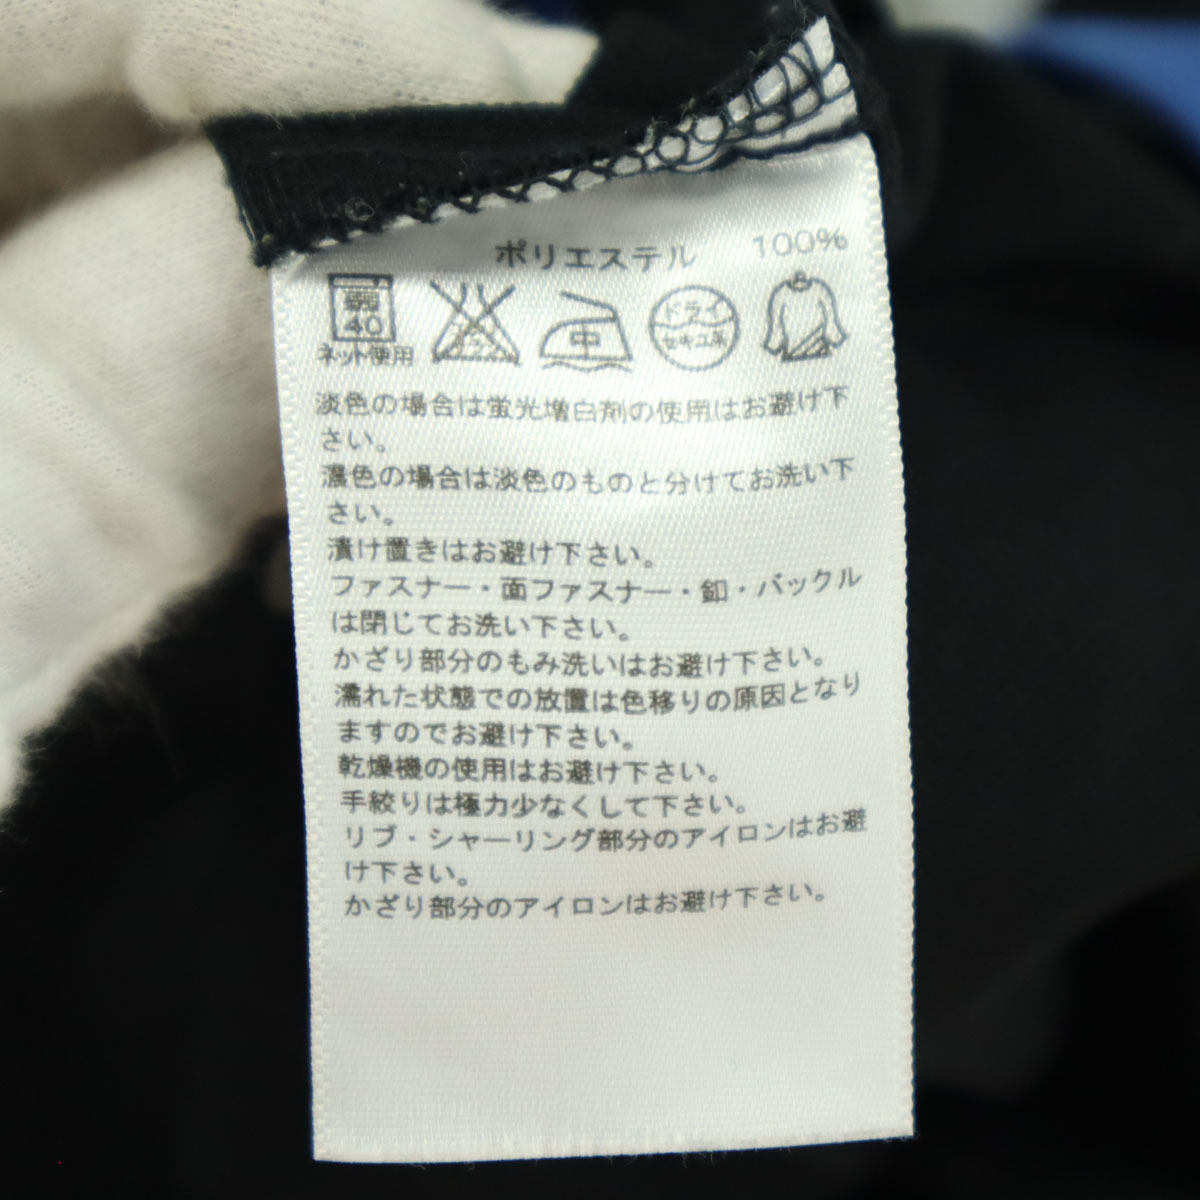 ポリエステル 100%
弱 40 エンソ サラシ 中 ドライ セキユ系
ネット使用
淡色の場合は蛍光増白剤の使用はお避け下
さい。
濃色の場合は淡色のものと分けてお洗い下
さい。
漬け置きはお避け下さい。
ファスナー・面ファスナー・釦・バックル
は閉じてお洗い下さい。
かざり部分のもみ洗いはお避け下さい。
濡れた状態での放置は色移りの原因となり
ますのでお避け下さい。
乾燥機の使用はお避け下さい。
手絞りは極力少なくして下さい。
リブ・シャーリング部分のアイロンはお避
け下さい。
かざり部分のアイロンはお避け下さい。